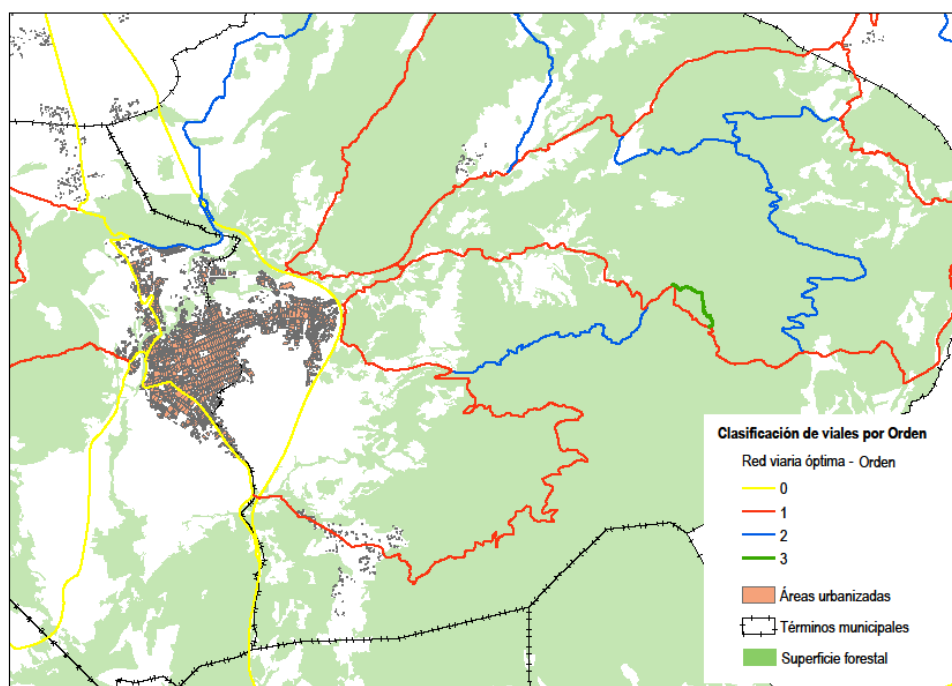 Clasificación de viales por Orden
Red viaria óptima - Orden
0
1
2
3
Áreas urbanizadas
Términos municipales
Superficie forestal